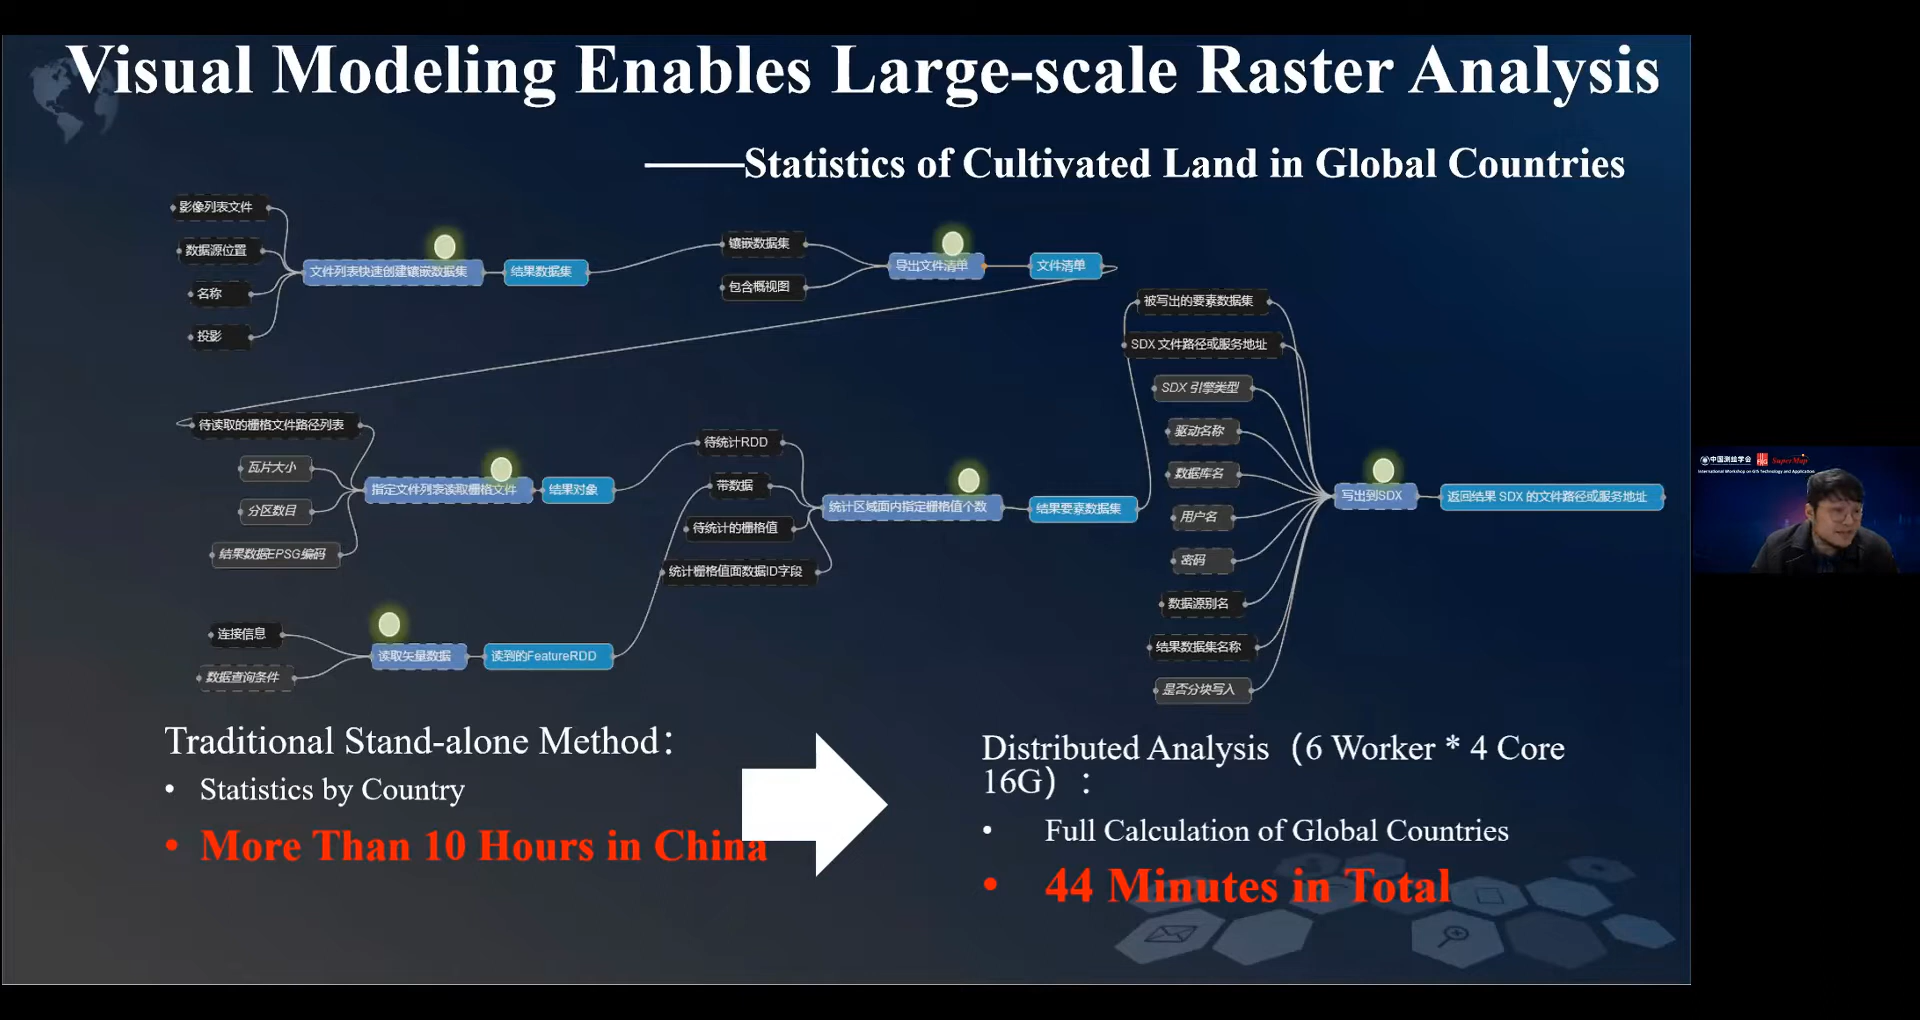 Visual Modeling Enables Large-scale Raster Analysis
——Statistics of Cultivated Land in Global Countries
影像列表文件
数据源位置
名称
投影
文件列表快速创建镶嵌数据集
结果数据集
镶嵌数据集
包含概视图
导出文件清单
文件清单
待读取的栅格文件路径列表
瓦片大小
分区数目
结果数据EPSG编码
指定文件列表读取栅格文件
结果对象
连接信息
数据查询条件
读取矢量数据
读到的FeatureRDD
待统计RDD
带数据
待统计的栅格值
统计栅格值面数据ID字段
统计区域面内指定栅格值个数
结果要素数据集
被写出的要素数据集
SDX 文件路径或服务地址
SDX 引擎类型
驱动名称
数据库名
用户名
密码
数据源别名
结果数据集名称
是否分块写入
写出到SDX
返回结果 SDX 的文件路径或服务地址
Traditional Stand-alone Method：
• Statistics by Country
• More Than 10 Hours in China
Distributed Analysis（6 Worker * 4 Core
16G）：
• Full Calculation of Global Countries
• 44 Minutes in Total
中国测绘学会
SuperMap
International Workshop on GIS Technology and Application